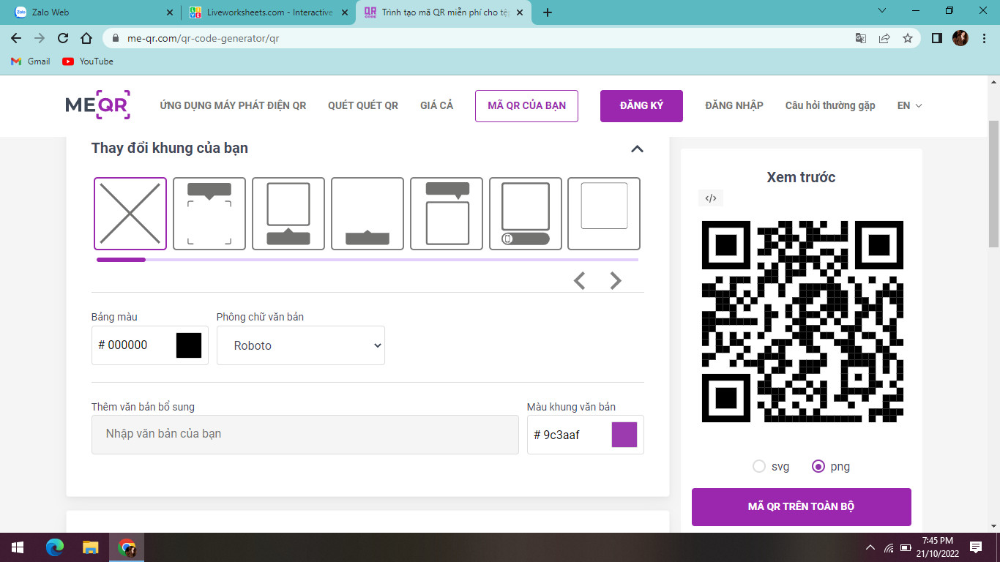 Zalo Web
Liveworksheets.com - Interactive
Trình tạo mã QR miễn phí cho tệp
me-qr.com/qr-code-generator/qr
Gmail
YouTube
MEQR
ỨNG DỤNG MÁY PHÁT ĐIỆN QR
QUÉT QUÉT QR
GIÁ CẢ
MÃ QR CỦA BẠN
ĐĂNG KÝ
ĐĂNG NHẬP
Câu hỏi thường gặp
EN
Thay đổi khung của bạn
Bảng màu
Phông chữ văn bản
# 000000
Roboto
Thêm văn bản bổ sung
Màu khung văn bản
Nhập văn bản của bạn
# 9c3aaf
Xem trước
</>
svg
png
MÃ QR TRÊN TOÀN BỘ
7:45 PM
21/10/2022